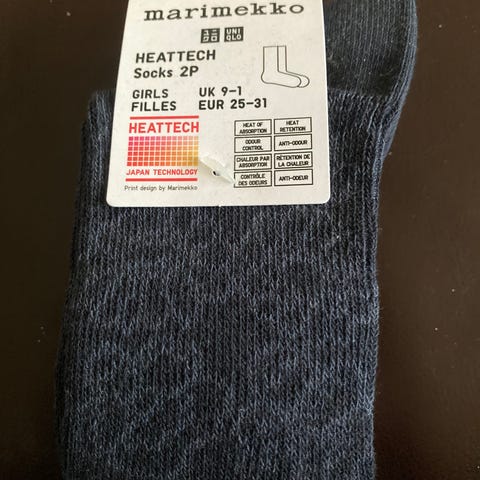 marimekko
ユニクロ UNIQLO
HEATTECH
Socks 2P
GIRLS UK 9-1
FILLES EUR 25-31
HEATTECH
JAPAN TECHNOLOGY
Print design by Marimekko
HEAT OF ABSORPTION
HEAT RETENTION
ODOUR CONTROL
ANTI-ODOUR
CHALEUR PAR ABSORPTION
RÉTENTION DE LA CHALEUR
CONTRÔLE DES ODEURS
ANTI-ODEUR